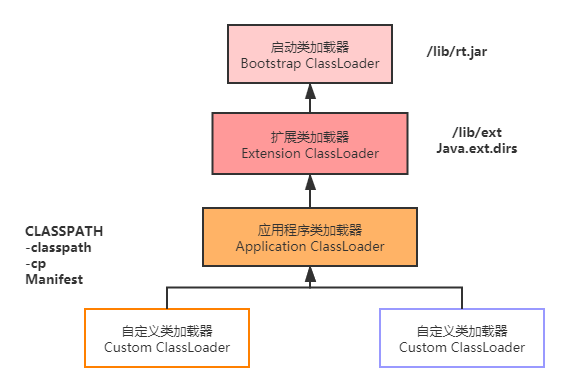 启动类加载器
Bootstrap ClassLoader
/lib/rt.jar
扩展类加载器
Extension ClassLoader
/lib/ext
Java.ext.dirs
应用程序类加载器
Application ClassLoader
CLASSPATH
-classpath
-cp
Manifest
自定义类加载器
Custom ClassLoader
自定义类加载器
Custom ClassLoader